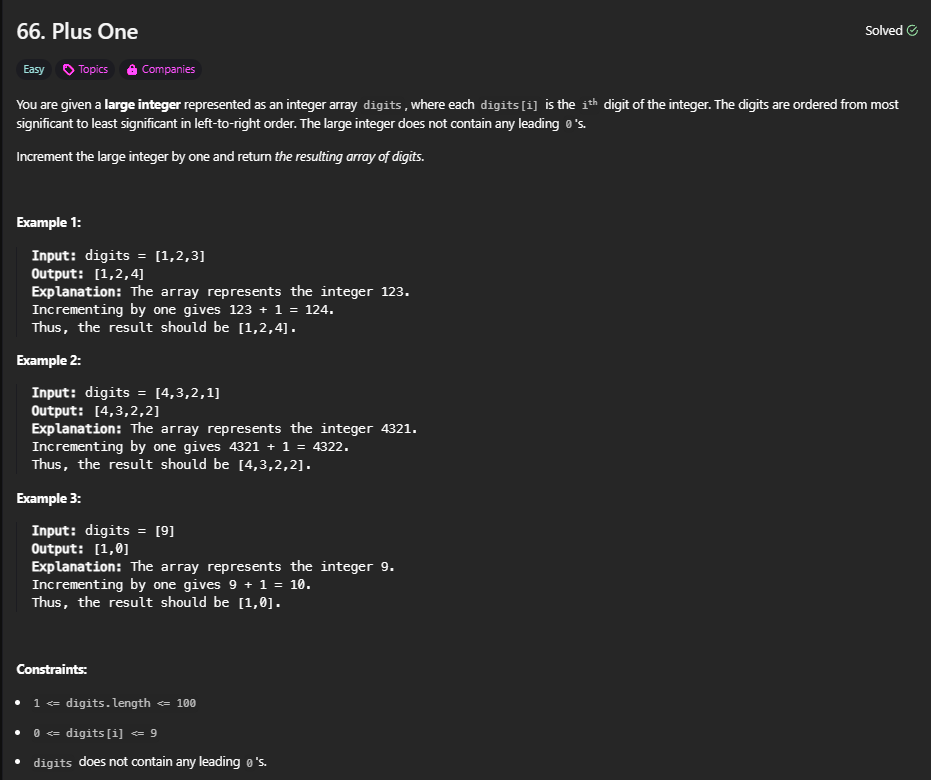 66. Plus One
Solved
Easy Topics Companies
You are given a large integer represented as an integer array digits, where each digits[i] is the ith digit of the integer. The digits are ordered from most
significant to least significant in left-to-right order. The large integer does not contain any leading 0's.
Increment the large integer by one and return the resulting array of digits.
Example 1:
Input: digits = [1,2,3]
Output: [1,2,4]
Explanation: The array represents the integer 123.
Incrementing by one gives 123 + 1 = 124.
Thus, the result should be [1,2,4].
Example 2:
Input: digits = [4,3,2,1]
Output: [4,3,2,2]
Explanation: The array represents the integer 4321.
Incrementing by one gives 4321 + 1 = 4322.
Thus, the result should be [4,3,2,2].
Example 3:
Input: digits = [9]
Output: [1,0]
Explanation: The array represents the integer 9.
Incrementing by one gives 9 + 1 = 10.
Thus, the result should be [1,0].
Constraints:
• 1 <= digits.length <= 100
• 0 <= digits[i] <= 9
• digits does not contain any leading 0's.